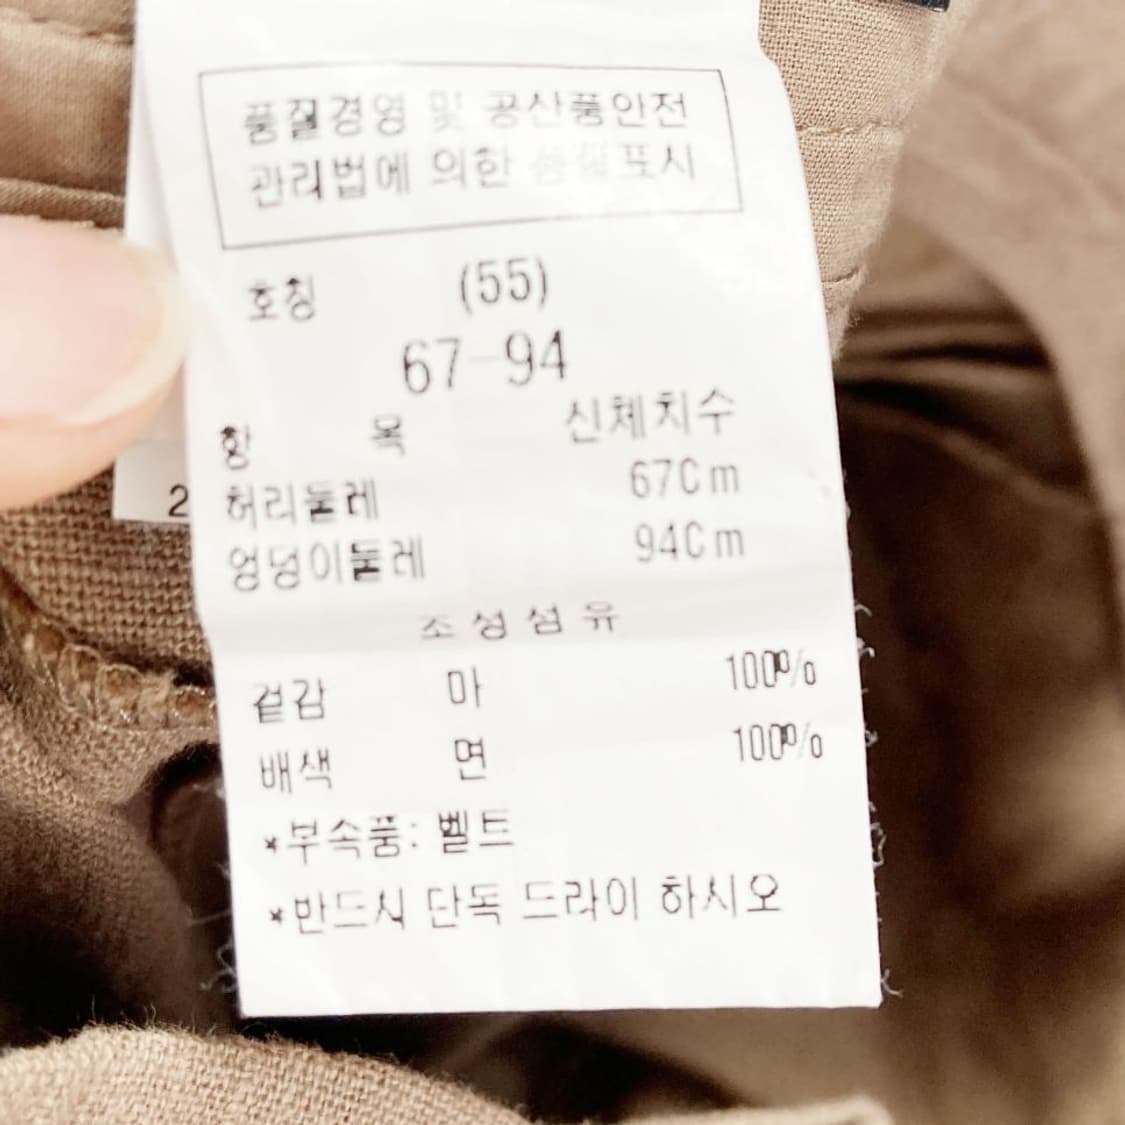 품질경영 및 공산품안전
관리법에 의한 품질표시
호칭 (55)
67-94
항 목 신체치수
허리둘레 67Cm
엉덩이둘레 94Cm
조성섬유
겉감 마 100%
배색 면 100%
*부속품: 벨트
*반드시 단독 드라이 하시오
2